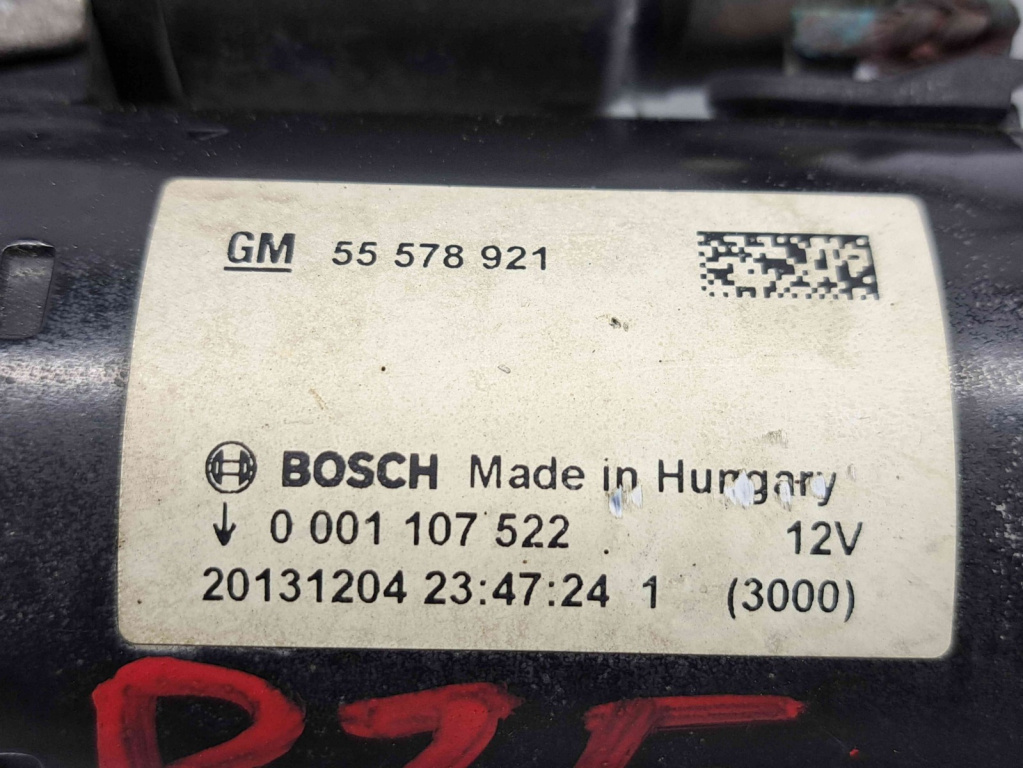 GM 55 578 921
BOSCH Made in Hungary
↓ 0 001 107 522 12V
20131204 23:47:24 1 (3000)